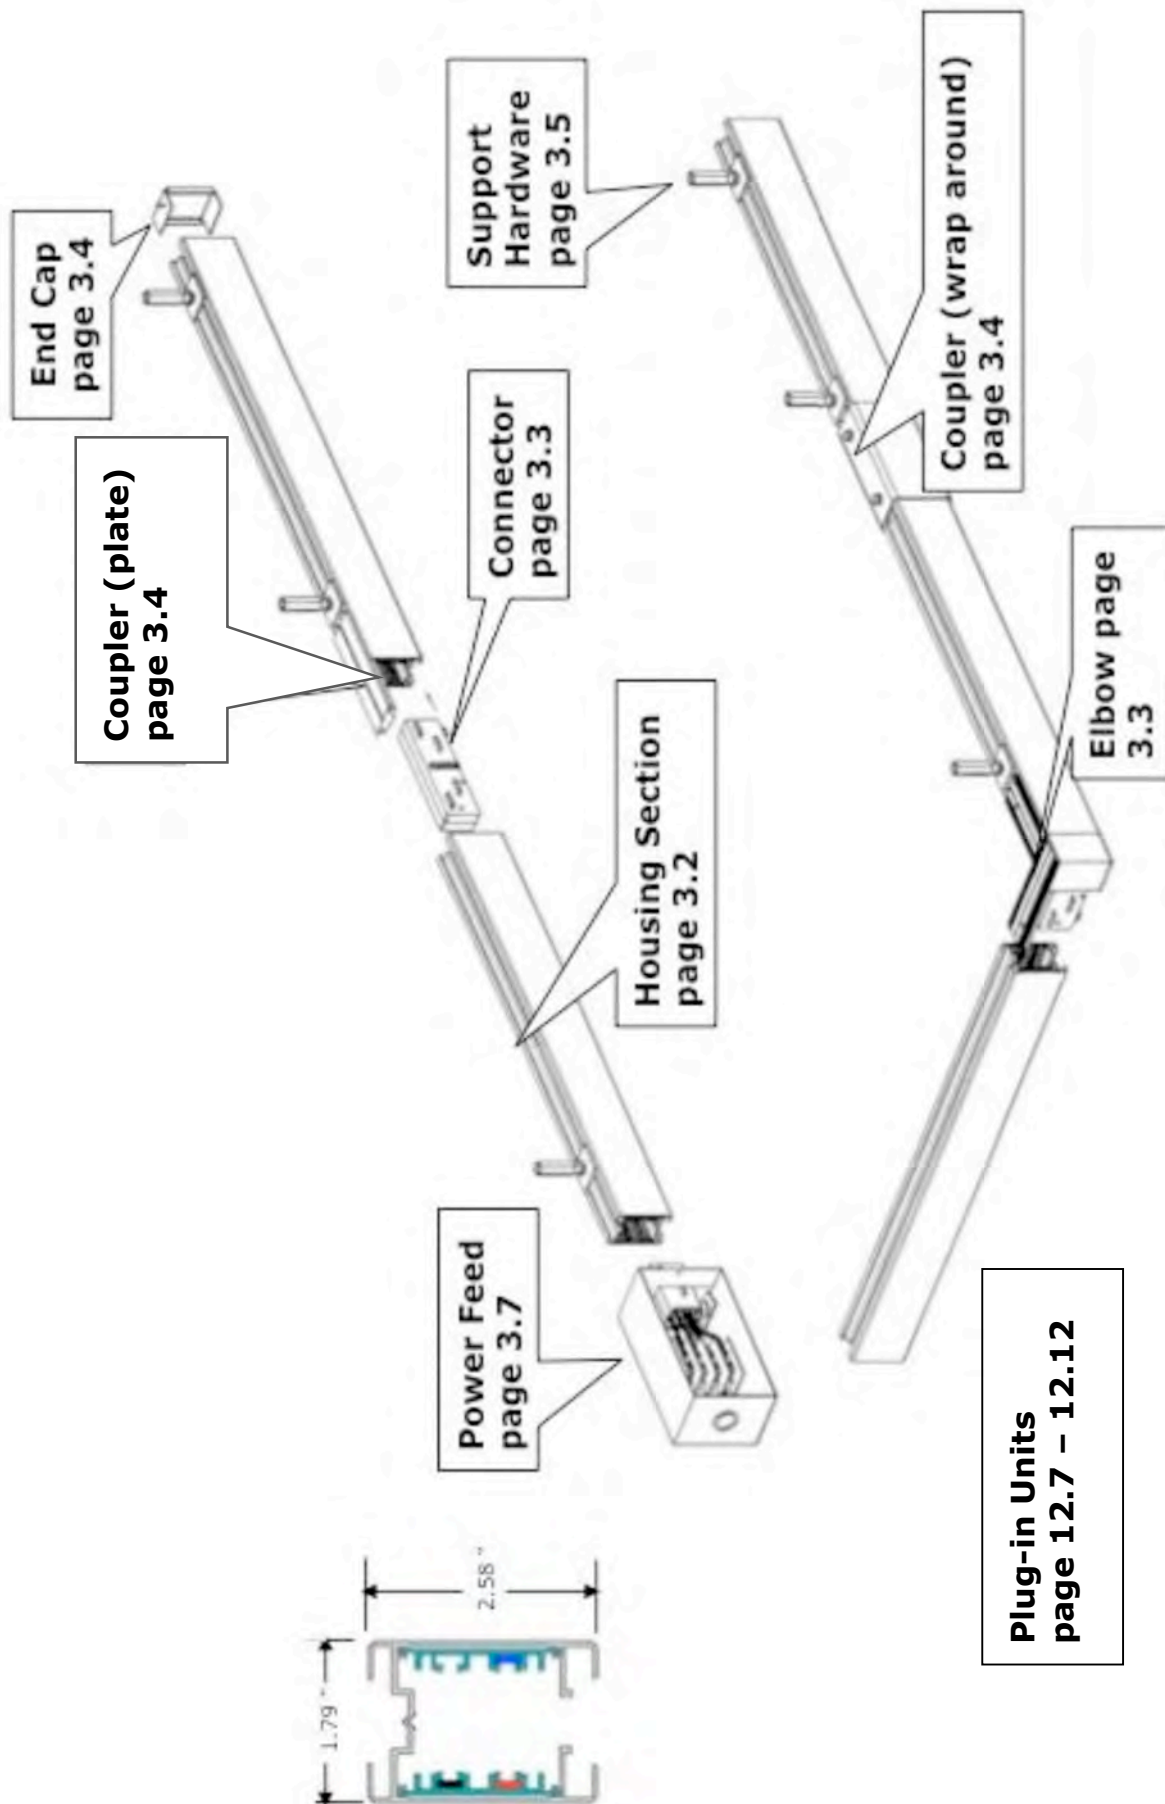 End Cap
page 3.4
Coupler (plate)
page 3.4
Support
Hardware
page 3.5
Connector
page 3.3
Coupler (wrap around)
page 3.4
Housing Section
page 3.2
Elbow page
3.3
Power Feed
page 3.7
Plug-in Units
page 12.7 – 12.12
1.79 "
2.58 "